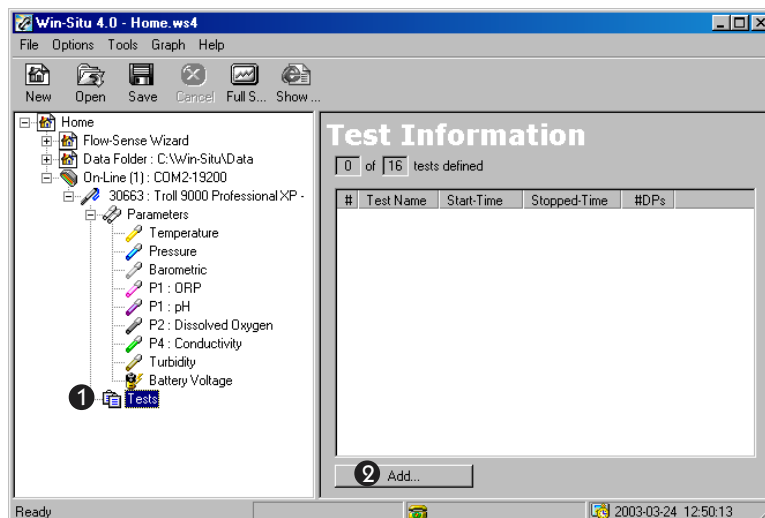 Win-Situ 4.0 - Home.ws4
File Options Tools Graph Help
New Open Save Cancel Full S... Show ...
Home
Flow-Sense Wizard
Data Folder : C:\Win-Situ\Data
On-Line (1) : COM2-19200
30663 : Troll 9000 Professional XP -
Parameters
Temperature
Pressure
Barometric
P1 : ORP
P1 : pH
P2 : Dissolved Oxygen
P4 : Conductivity
Turbidity
Battery Voltage
1 Tests
Test Information
0 of 16 tests defined
# Test Name Start-Time Stopped-Time #DPs
2 Add...
Ready 2003-03-24 12:50:13